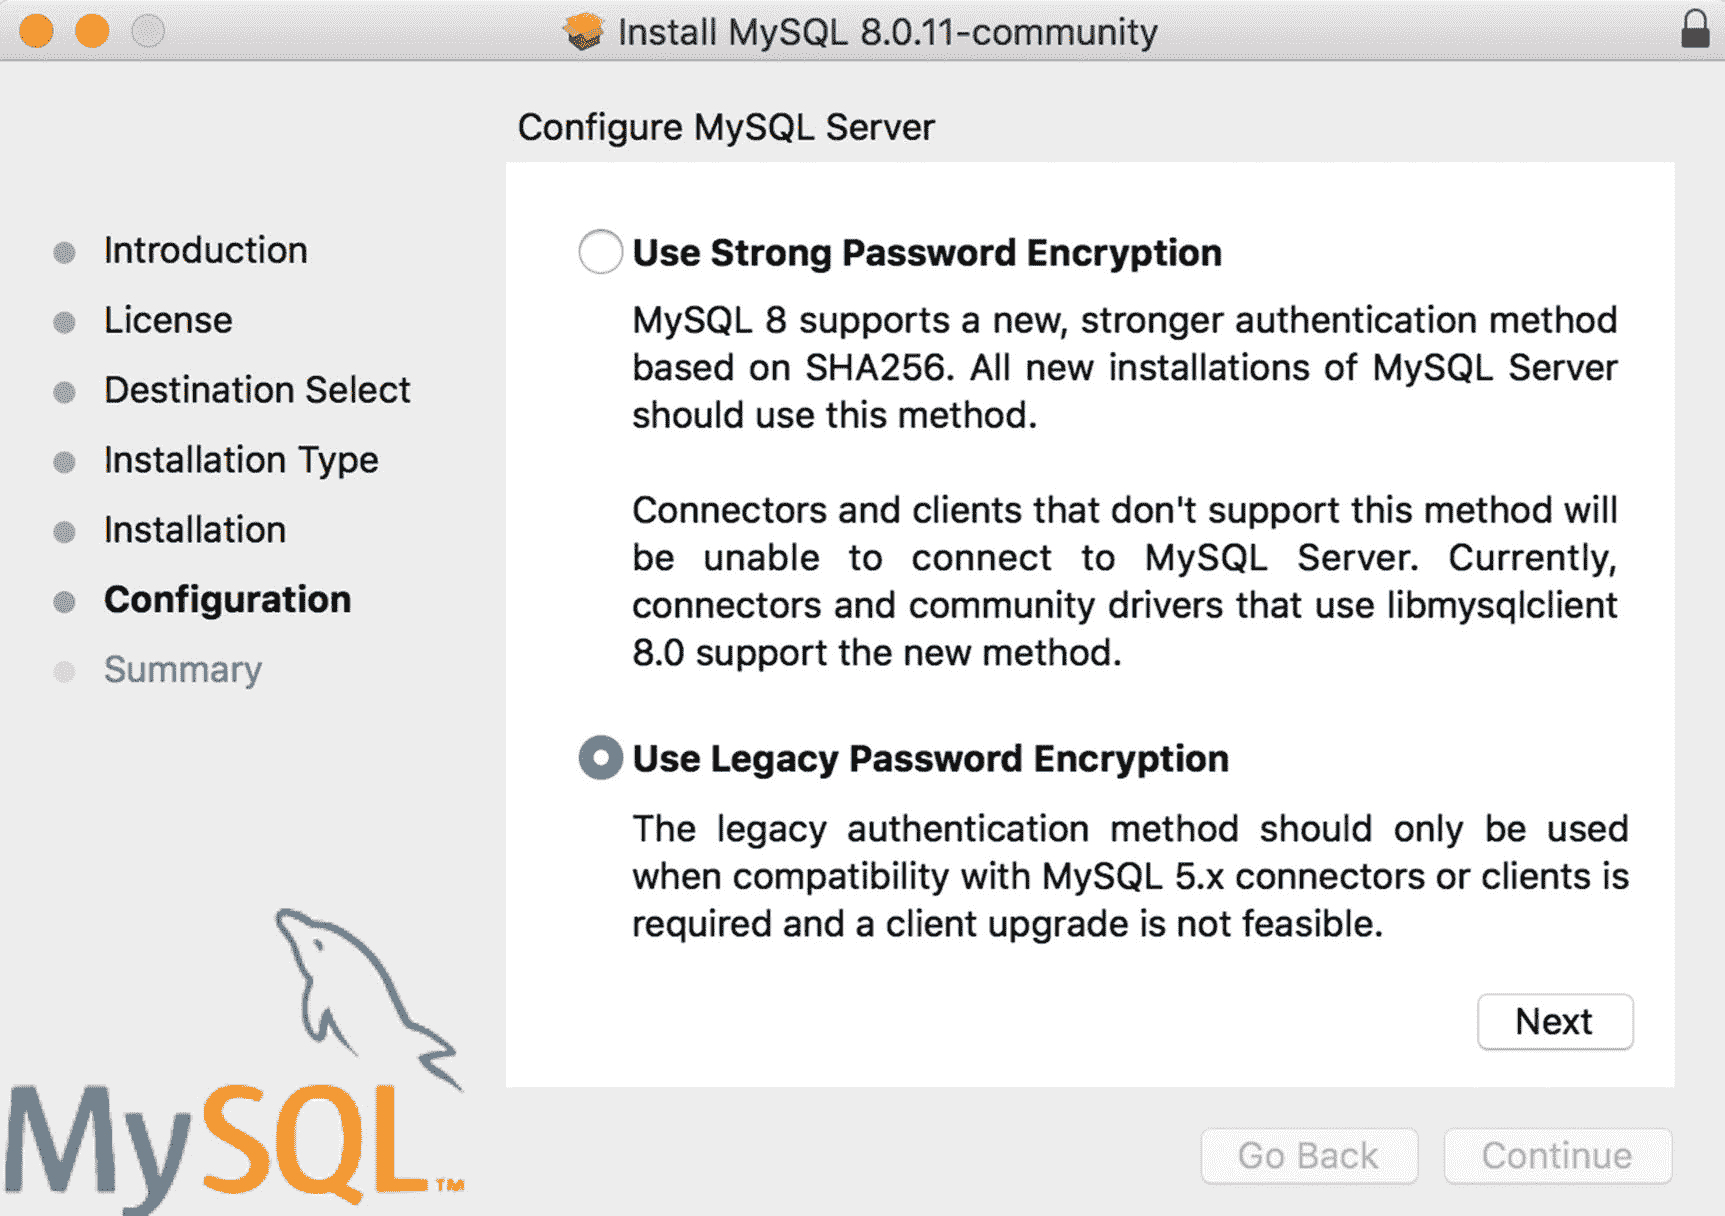 Install MySQL 8.0.11-community
Configure MySQL Server
Introduction
License
Destination Select
Installation Type
Installation
Configuration
Summary
Use Strong Password Encryption
MySQL 8 supports a new, stronger authentication method
based on SHA256. All new installations of MySQL Server
should use this method.
Connectors and clients that don't support this method will
be unable to connect to MySQL Server. Currently,
connectors and community drivers that use libmysqlclient
8.0 support the new method.
Use Legacy Password Encryption
The legacy authentication method should only be used
when compatibility with MySQL 5.x connectors or clients is
required and a client upgrade is not feasible.
Next
MySQL™
Go Back
Continue